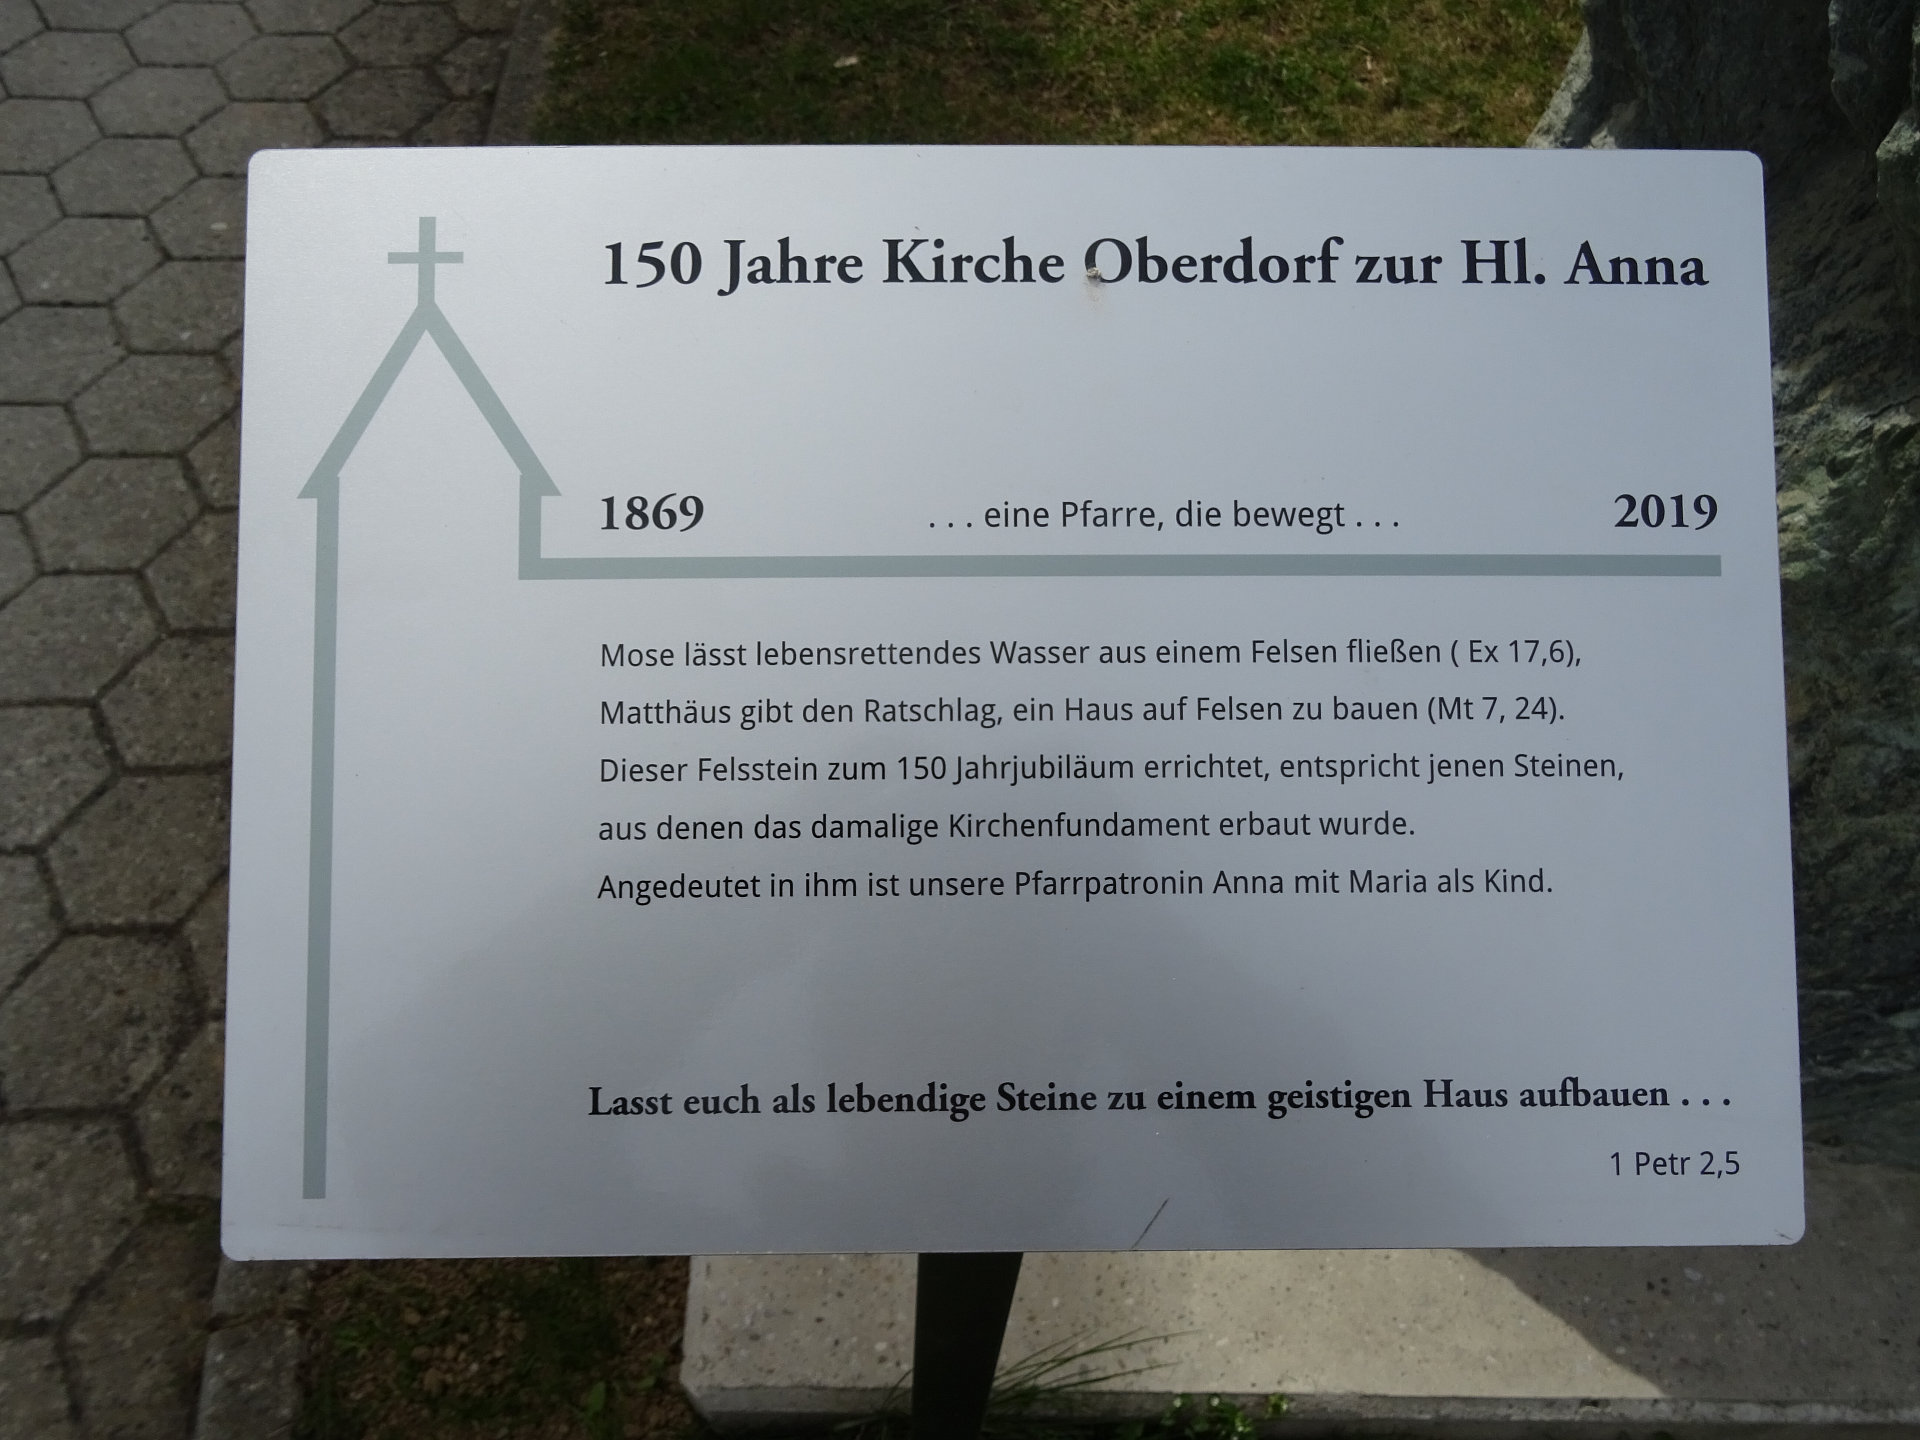 150 Jahre Kirche Oberdorf zur Hl. Anna
1869 . . . eine Pfarre, die bewegt . . . 2019
Mose lässt lebensrettendes Wasser aus einem Felsen fließen ( Ex 17,6),
Matthäus gibt den Ratschlag, ein Haus auf Felsen zu bauen (Mt 7, 24).
Dieser Felsstein zum 150 Jahrjubiläum errichtet, entspricht jenen Steinen,
aus denen das damalige Kirchenfundament erbaut wurde.
Angedeutet in ihm ist unsere Pfarrpatronin Anna mit Maria als Kind.
Lasst euch als lebendige Steine zu einem geistigen Haus aufbauen . . .
1 Petr 2,5